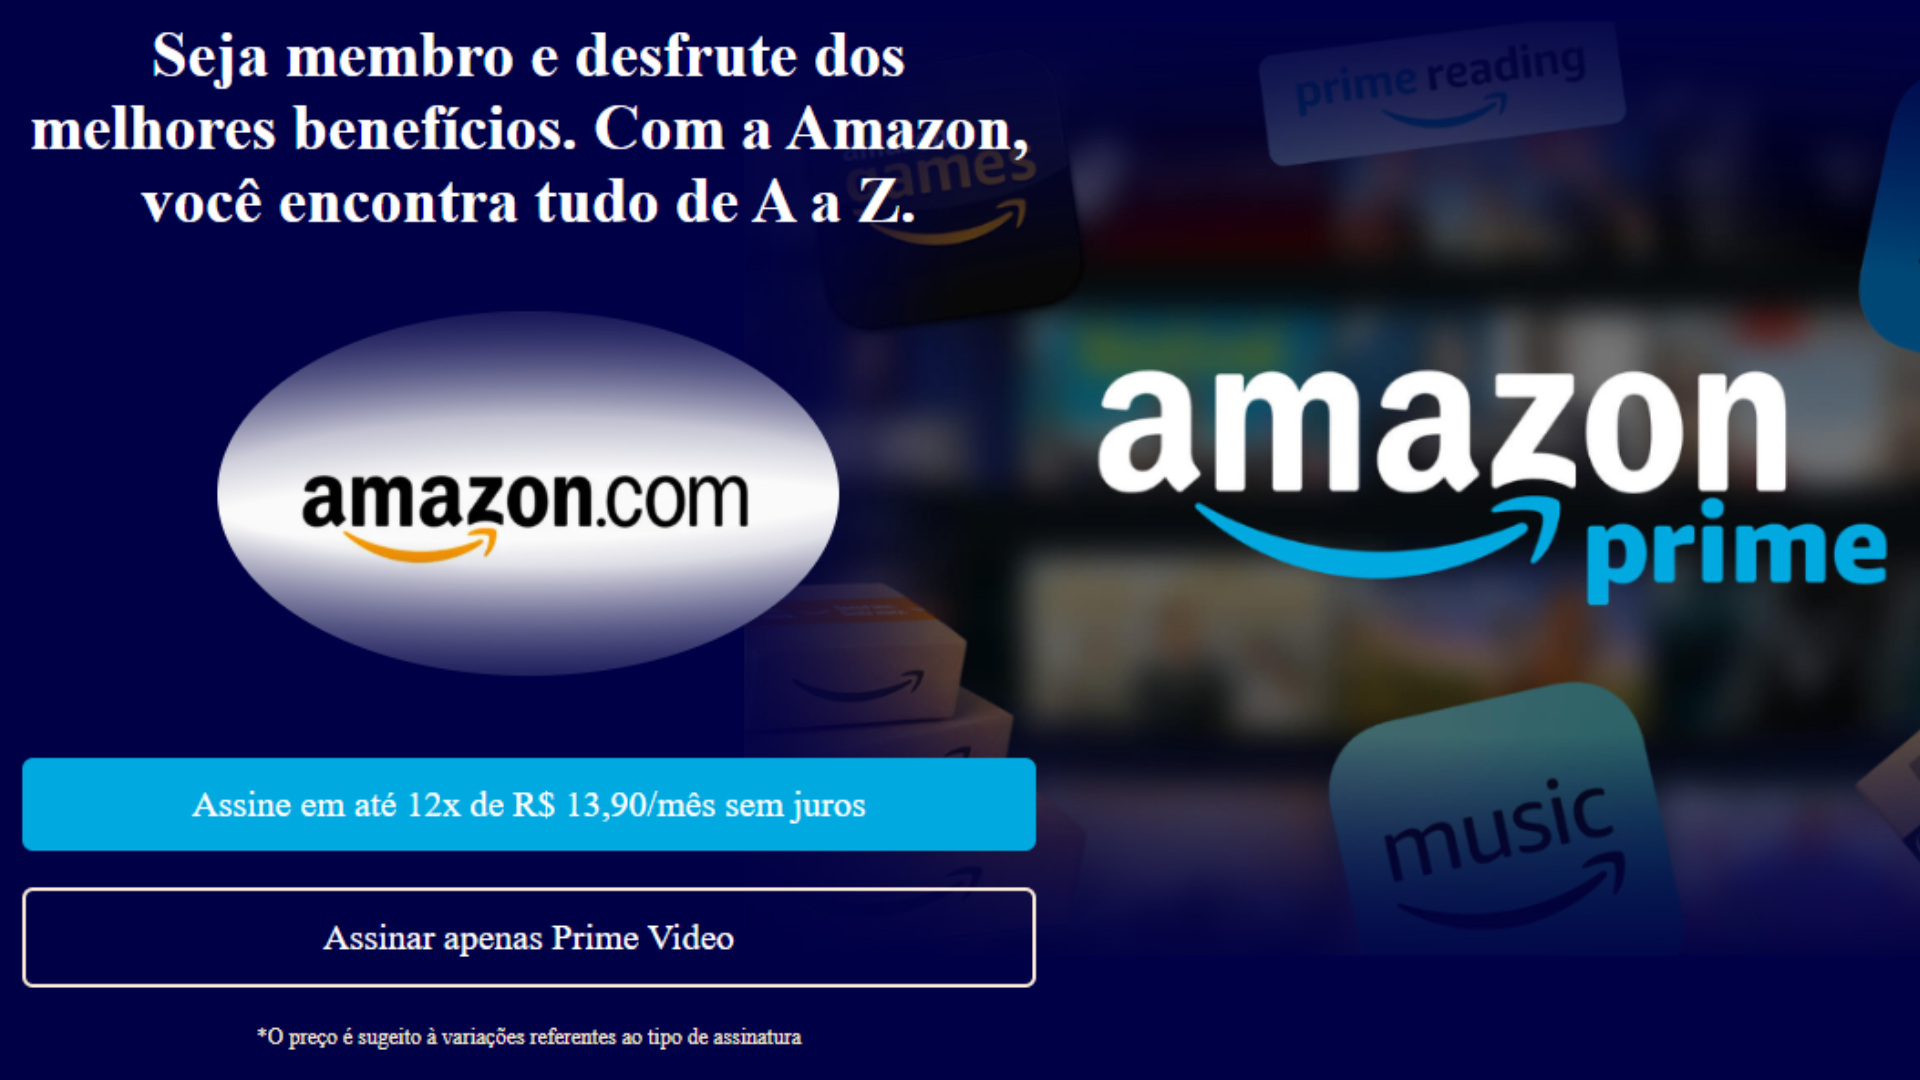 Seja membro e desfrute dos
melhores benefícios. Com a Amazon,
você encontra tudo de A a Z.
prime reading
games
amazon.com
amazon
prime
Assine em até 12x de R$ 13,90/mês sem juros
music
Assinar apenas Prime Video
*O preço é sugeito à variações referentes ao tipo de assinatura